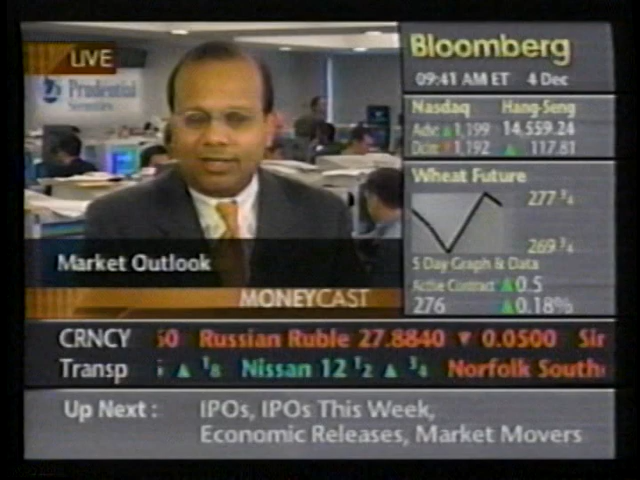 LIVE
Prudential
Securities
Market Outlook
MONEYCAST
Bloomberg
09:41 AM ET 4 Dec
Nasdaq Hang-Seng
Adv: ▲1,199 14,559.24
Dcln: ▼1,192 ▲ 117.81
Wheat Future
277 3/4
269 3/4
5 Day Graph & Data
Active Contract ▲0.5
276 ▲0.18%
CRNCY 50 Russian Ruble 27.8840 ▼ 0.0500 Sin
Transp ▲ 1/8 Nissan 12 1/2 ▲ 3/4 Norfolk South
Up Next : IPOs, IPOs This Week,
Economic Releases, Market Movers